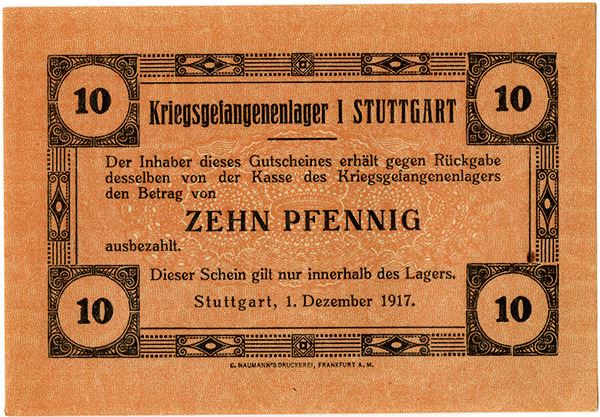 10 10
Kriegsgefangenenlager I STUTTGART
Der Inhaber dieses Gutscheines erhält gegen Rückgabe
desselben von der Kasse des Kriegsgefangenenlagers
den Betrag von
ZEHN PFENNIG
ausbezahlt.
Dieser Schein gilt nur innerhalb des Lagers.
Stuttgart, 1. Dezember 1917.
10 10
C. NAUMANN'S DRUCKEREI, FRANKFURT A. M.